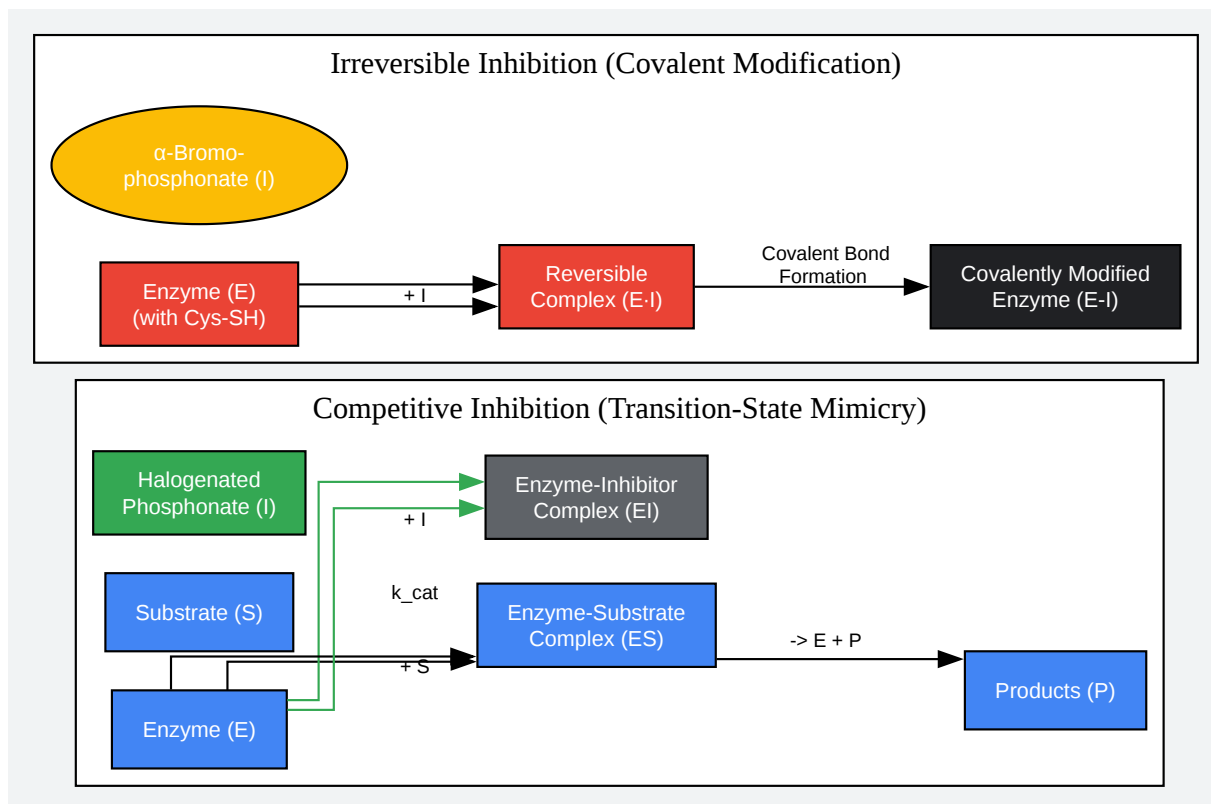 Irreversible Inhibition (Covalent Modification)
α-Bromo-
phosphonate (I)
Enzyme (E)
(with Cys-SH)
+ I
Reversible
Complex (E·I)
Covalent Bond
Formation
Covalently Modified
Enzyme (E-I)
Competitive Inhibition (Transition-State Mimicry)
Halogenated
Phosphonate (I)
+ I
Enzyme-Inhibitor
Complex (EI)
Substrate (S)
k_cat
Enzyme-Substrate
Complex (ES)
-> E + P
+ S
Enzyme (E)
Products (P)